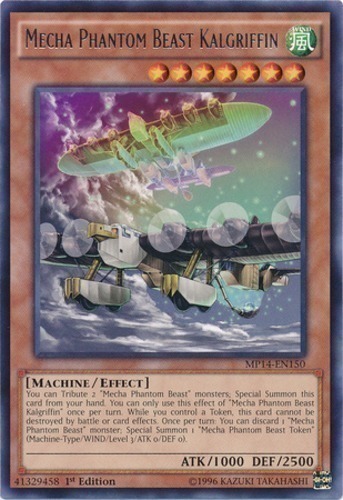 MECHA PHANTOM BEAST KALGRIFFIN
風
MP14-EN150
[MACHINE/EFFECT]
You can Tribute 2 "Mecha Phantom Beast" monsters; Special Summon this
card from your hand. You can only use this effect of "Mecha Phantom Beast
Kalgriffin" once per turn. While you control a Token, this card cannot be
destroyed by battle or card effects. Once per turn: You can discard 1 "Mecha
Phantom Beast" monster; Special Summon 1 "Mecha Phantom Beast Token"
(Machine-Type/WIND/Level 3/ATK 0/DEF 0).
ATK/1000 DEF/2500
41329458 1st Edition ©1996 KAZUKI TAKAHASHI